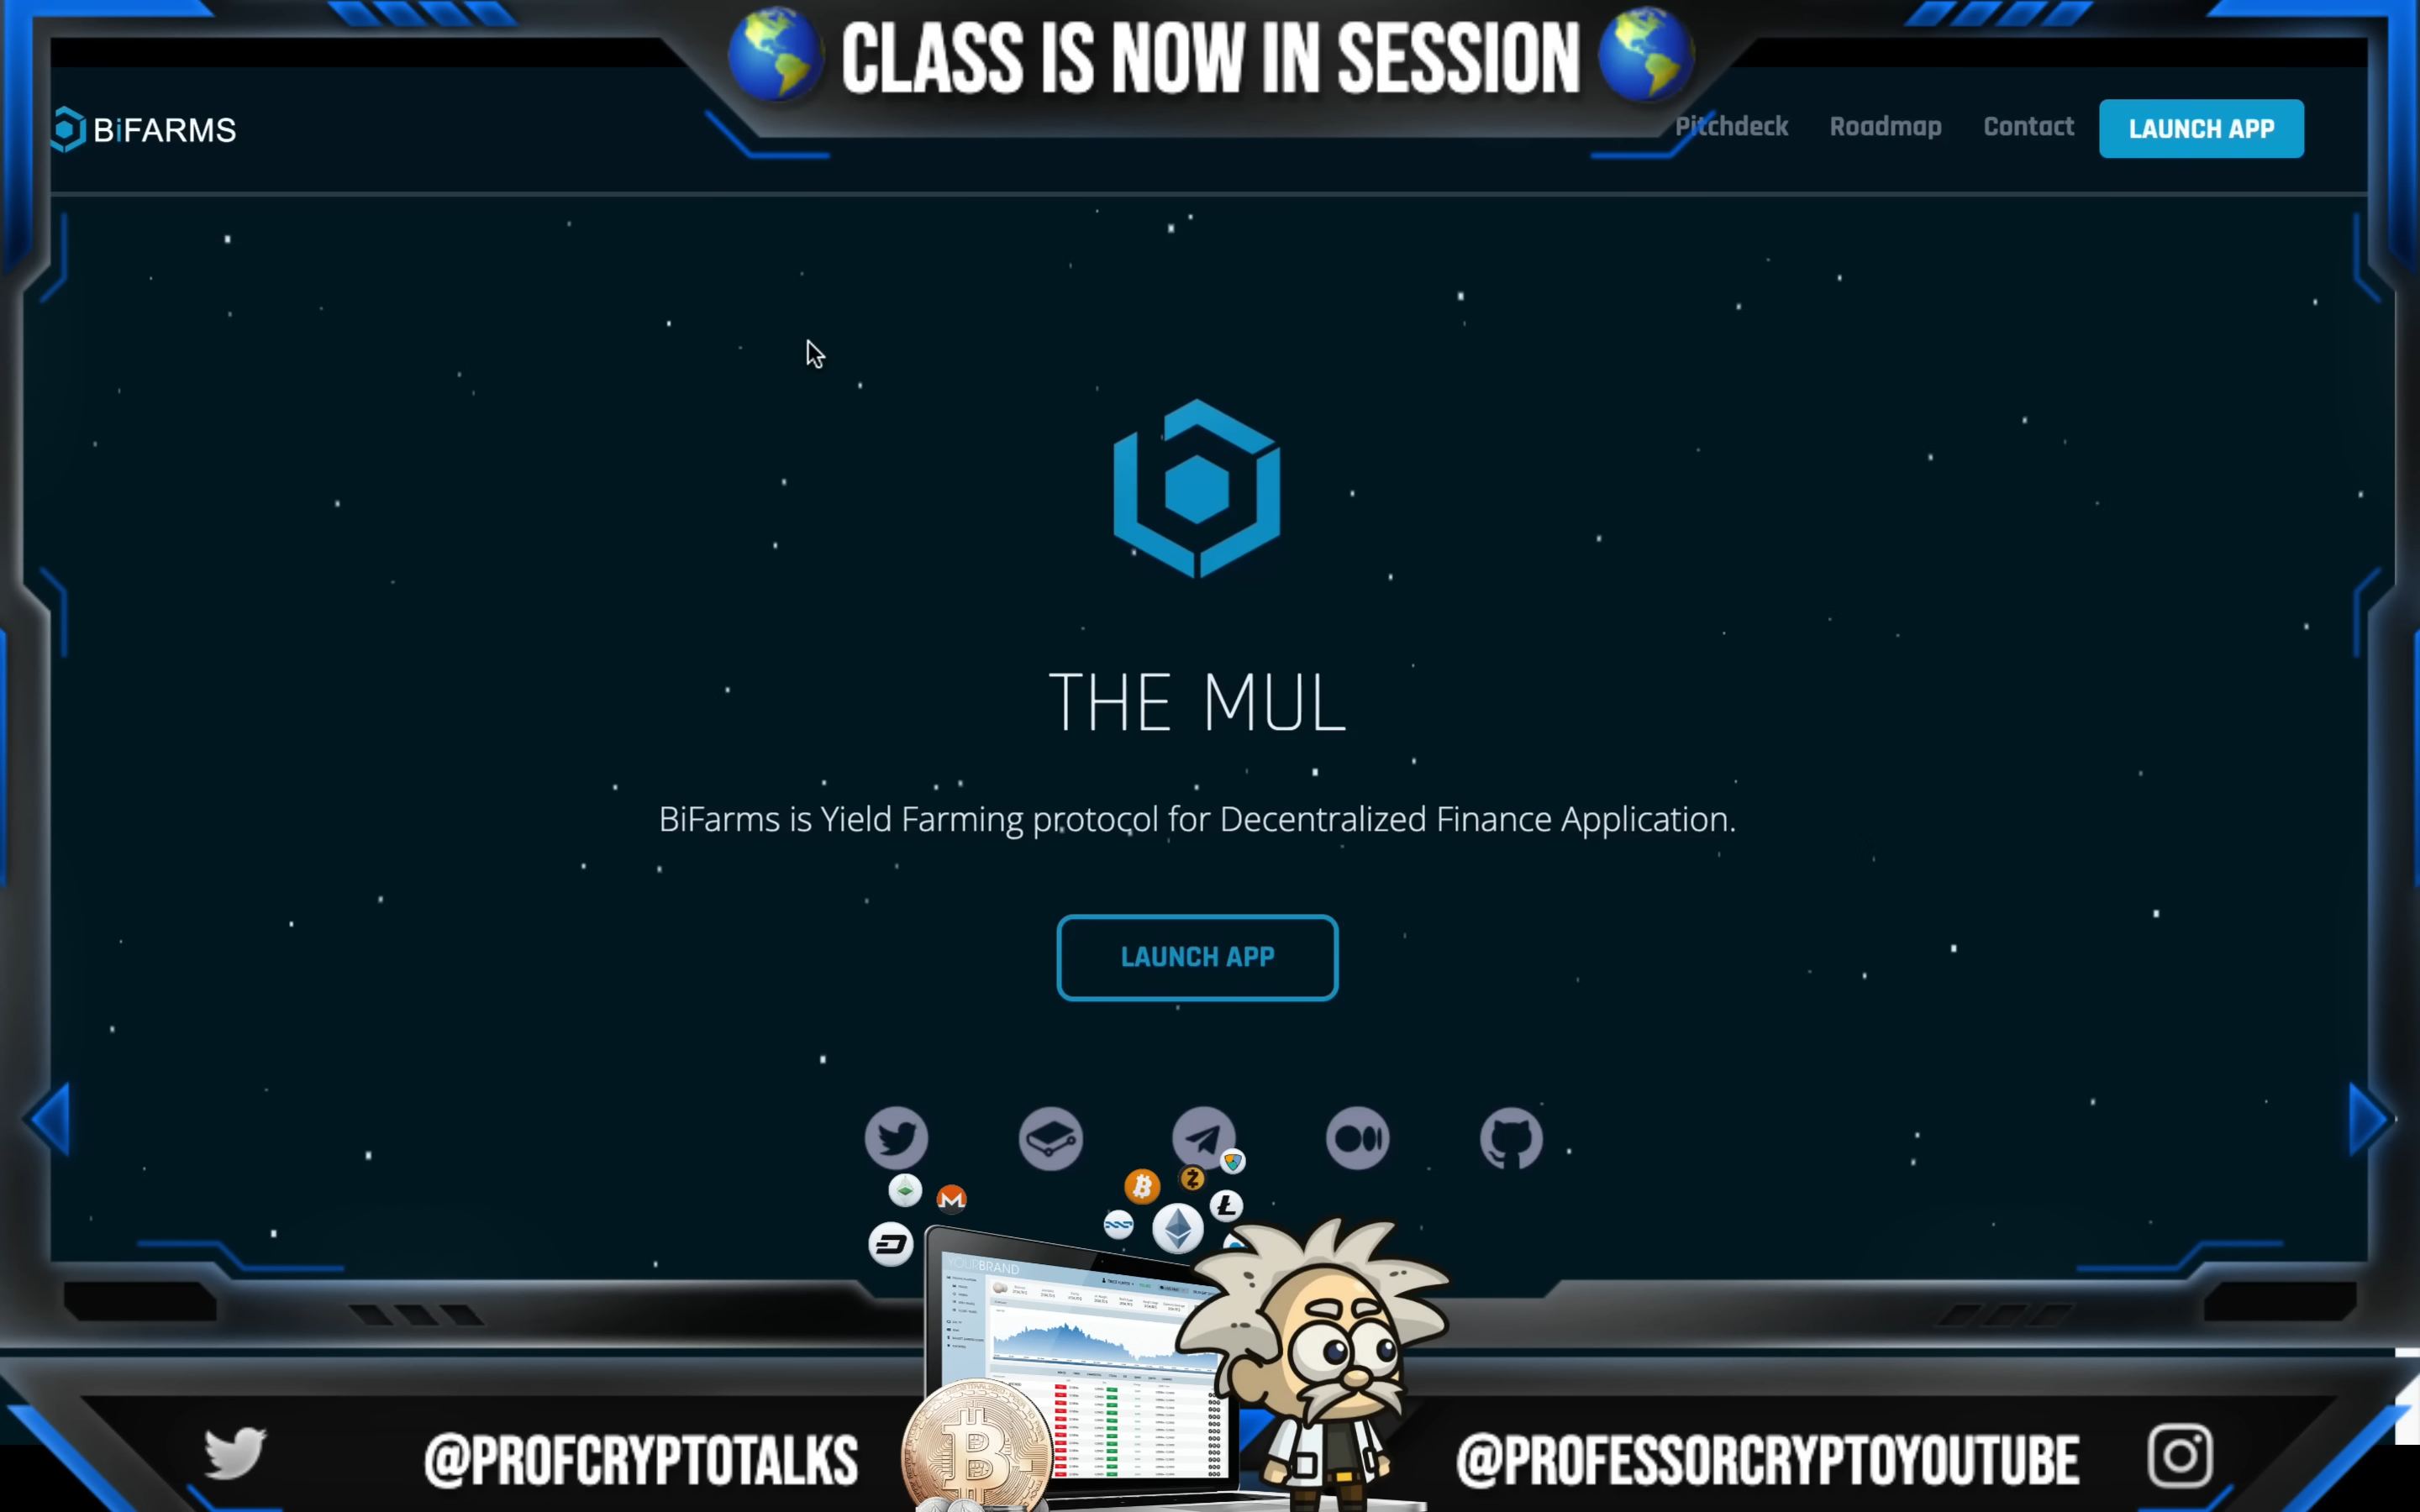 CLASS IS NOW IN SESSION
BiFARMS
Pitchdeck
Roadmap
Contact
LAUNCH APP
THE MUL
BiFarms is Yield Farming protocol for Decentralized Finance Application.
LAUNCH APP
YOURBRAND
@PROFCRYPTOTALKS
@PROFESSORCRYPTOYOUTUBE